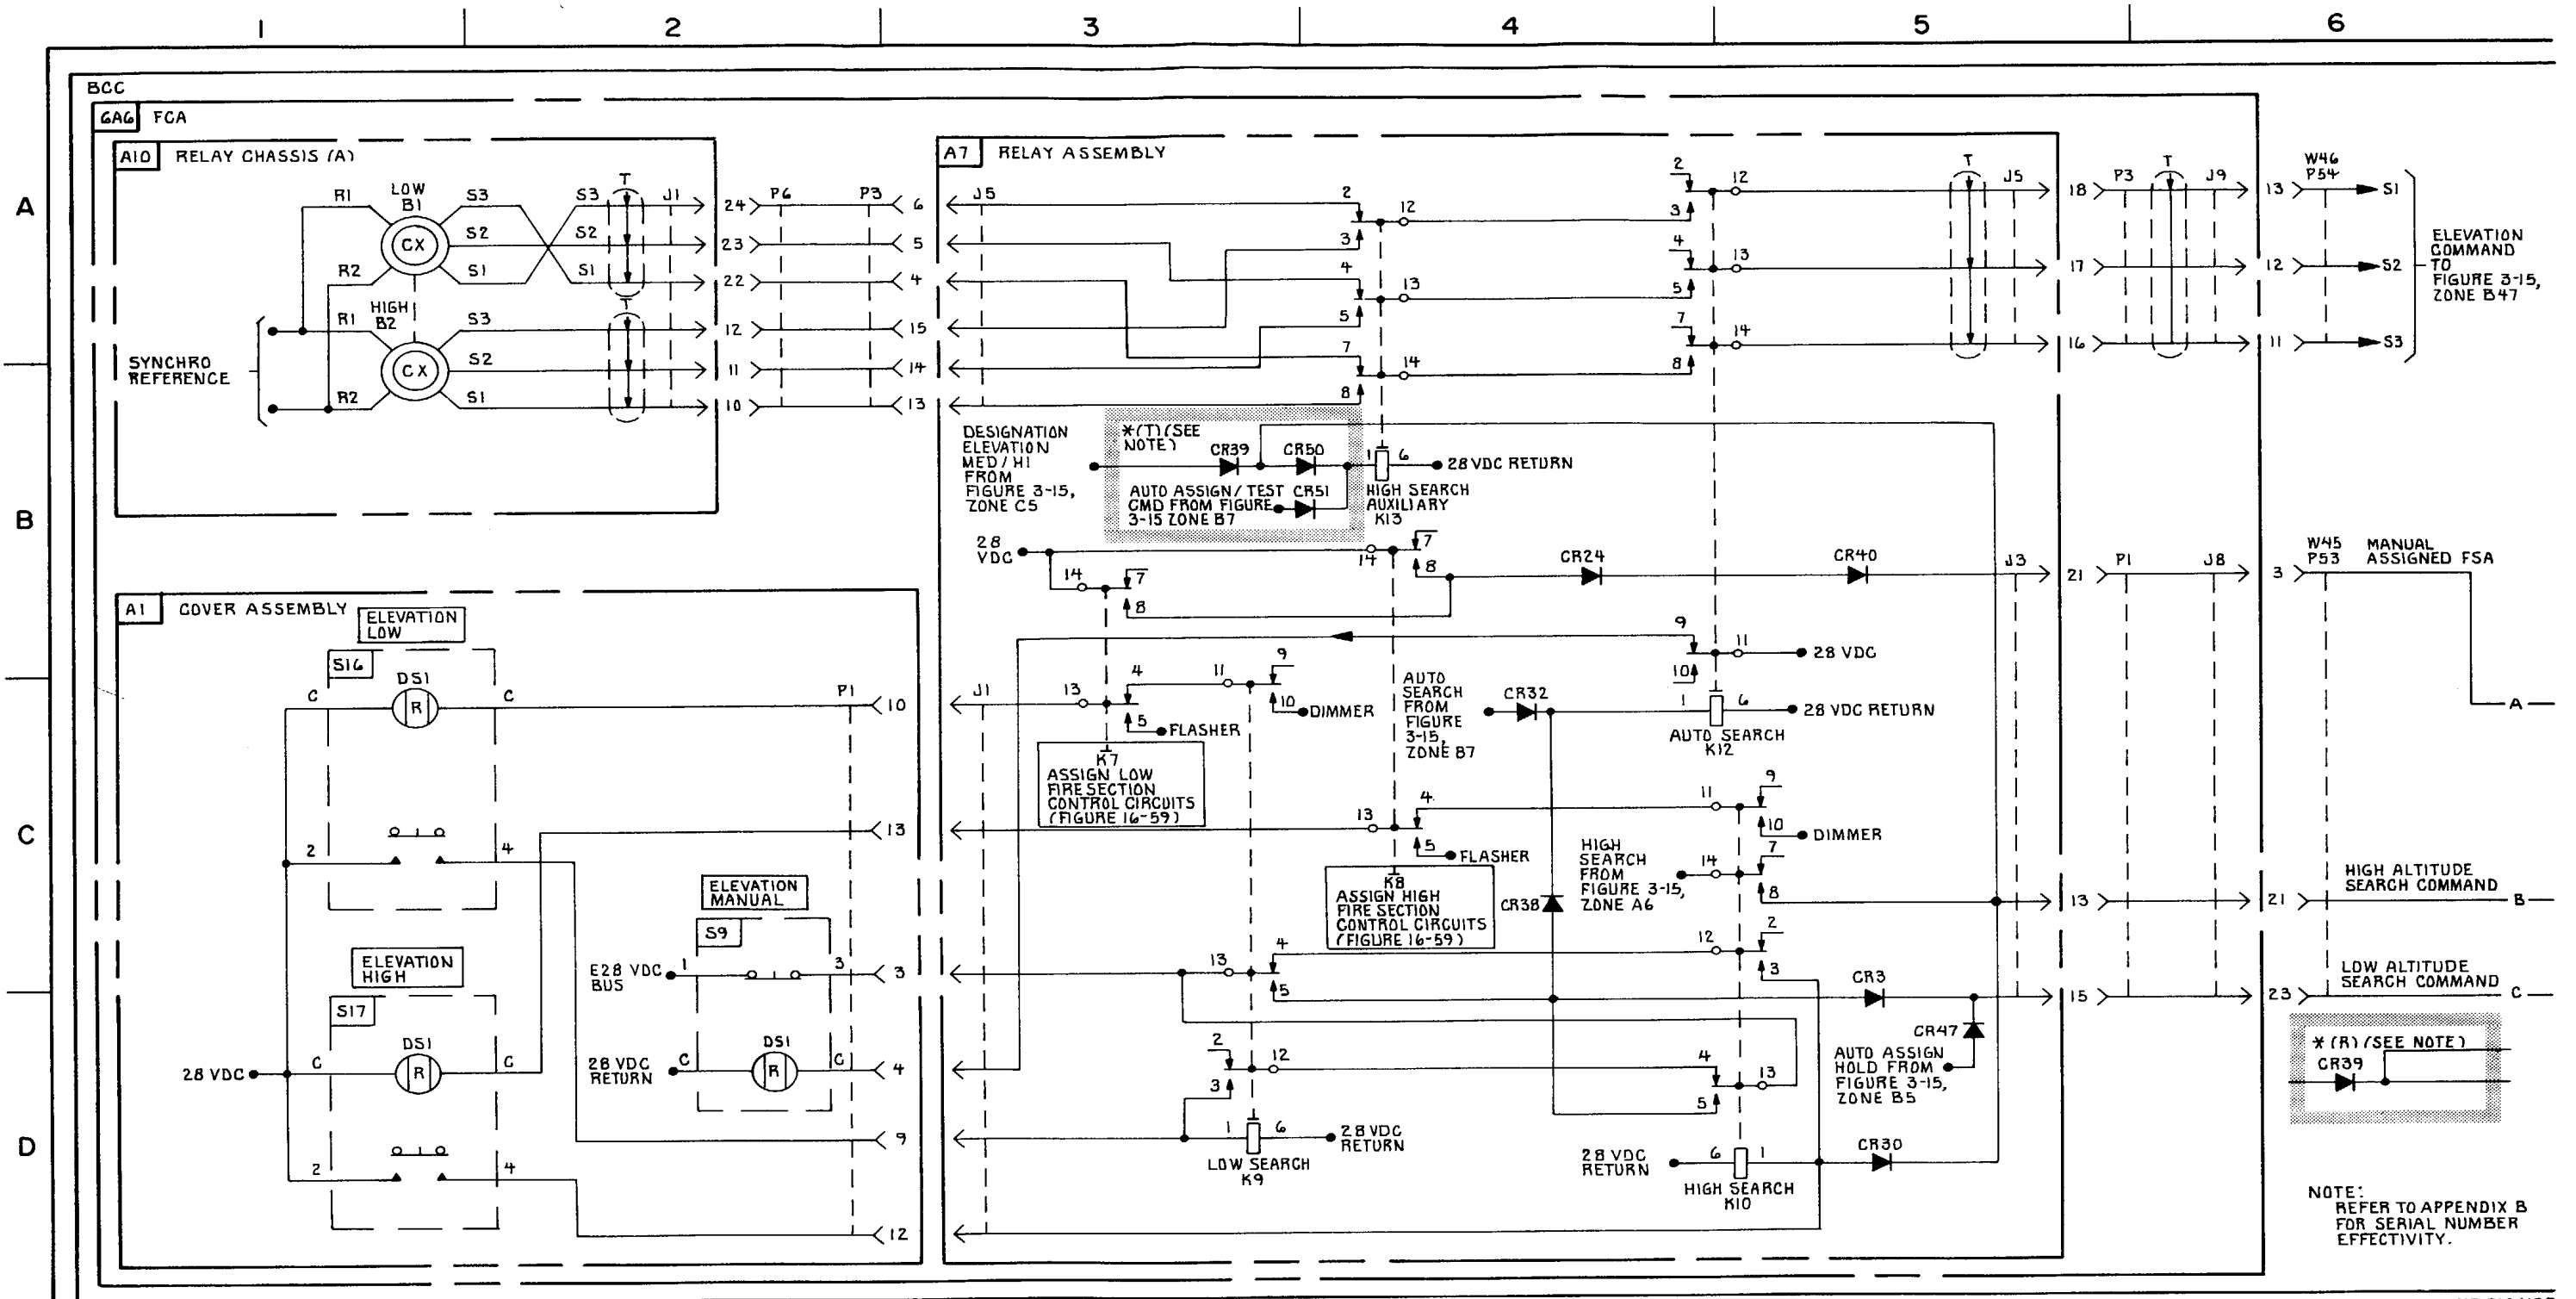 1 2 3 4 5 6
A
B
C
D
BCC
6A6 FCA
A10 RELAY CHASSIS (A)
LOW
B1
R1
S3
S3
T
J1
CX
S2
S2
R2
S1
S1
HIGH
B2
R1
S3
T
CX
S2
R2
S1
SYNCHRO
REFERENCE
24 P6 P3 6
23 5
22 4
12 15
11 14
10 13
A7 RELAY ASSEMBLY
J5
2 12
3
4 13
5
7 14
8
2 12
3
4 13
5
7 14
8
T J5
18 P3 T J9 13
17 12
16 11
W46
P54
S1
S2
S3
ELEVATION
COMMAND
TO
FIGURE 3-15,
ZONE B47
DESIGNATION
ELEVATION
MED/HI
FROM
FIGURE 3-15,
ZONE C5
*(T)(SEE
NOTE)
CR39 CR50
AUTO ASSIGN/TEST CR51
CMD FROM FIGURE
3-15 ZONE B7
1 6 28 VDC RETURN
HIGH SEARCH
AUXILIARY
K13
28
VDC
14 7
8
14 7
8
CR24 CR40 J3
21 P1 J8 3
W45
P53
MANUAL
ASSIGNED FSA
A
A1 COVER ASSEMBLY
ELEVATION
LOW
S16
DS1
C R C
2 4
P1
10
13
ELEVATION
MANUAL
S9
E28 VDC
BUS
1 3
3
28 VDC
RETURN
C DS1 C
R
4
9
12
ELEVATION
HIGH
S17
DS1
28 VDC C R C
2 4
J1
13 4
5 FLASHER
11 9
10 DIMMER
K7
ASSIGN LOW
FIRE SECTION
CONTROL CIRCUITS
(FIGURE 16-59)
9 11 28 VDC
10
AUTO
SEARCH
FROM
FIGURE
3-15,
ZONE B7
CR32
1 6 28 VDC RETURN
AUTO SEARCH
K12
13 4
5 FLASHER
11 9
10 DIMMER
K8
ASSIGN HIGH
FIRE SECTION
CONTROL CIRCUITS
(FIGURE 16-59)
CR38
HIGH
SEARCH
FROM
FIGURE 3-15,
ZONE A6
14 7
8
13 21
HIGH ALTITUDE
SEARCH COMMAND
B
13 4
5
12 2
3
CR3
15 23
LOW ALTITUDE
SEARCH COMMAND
C
CR47
AUTO ASSIGN
HOLD FROM
FIGURE 3-15,
ZONE B5
2 12
3
4 13
5
1 6 28 VDC
RETURN
LOW SEARCH
K9
28 VDC
RETURN
6 1 CR30
HIGH SEARCH
K10
*(R)(SEE NOTE)
CR39
NOTE:
REFER TO APPENDIX B
FOR SERIAL NUMBER
EFFECTIVITY.